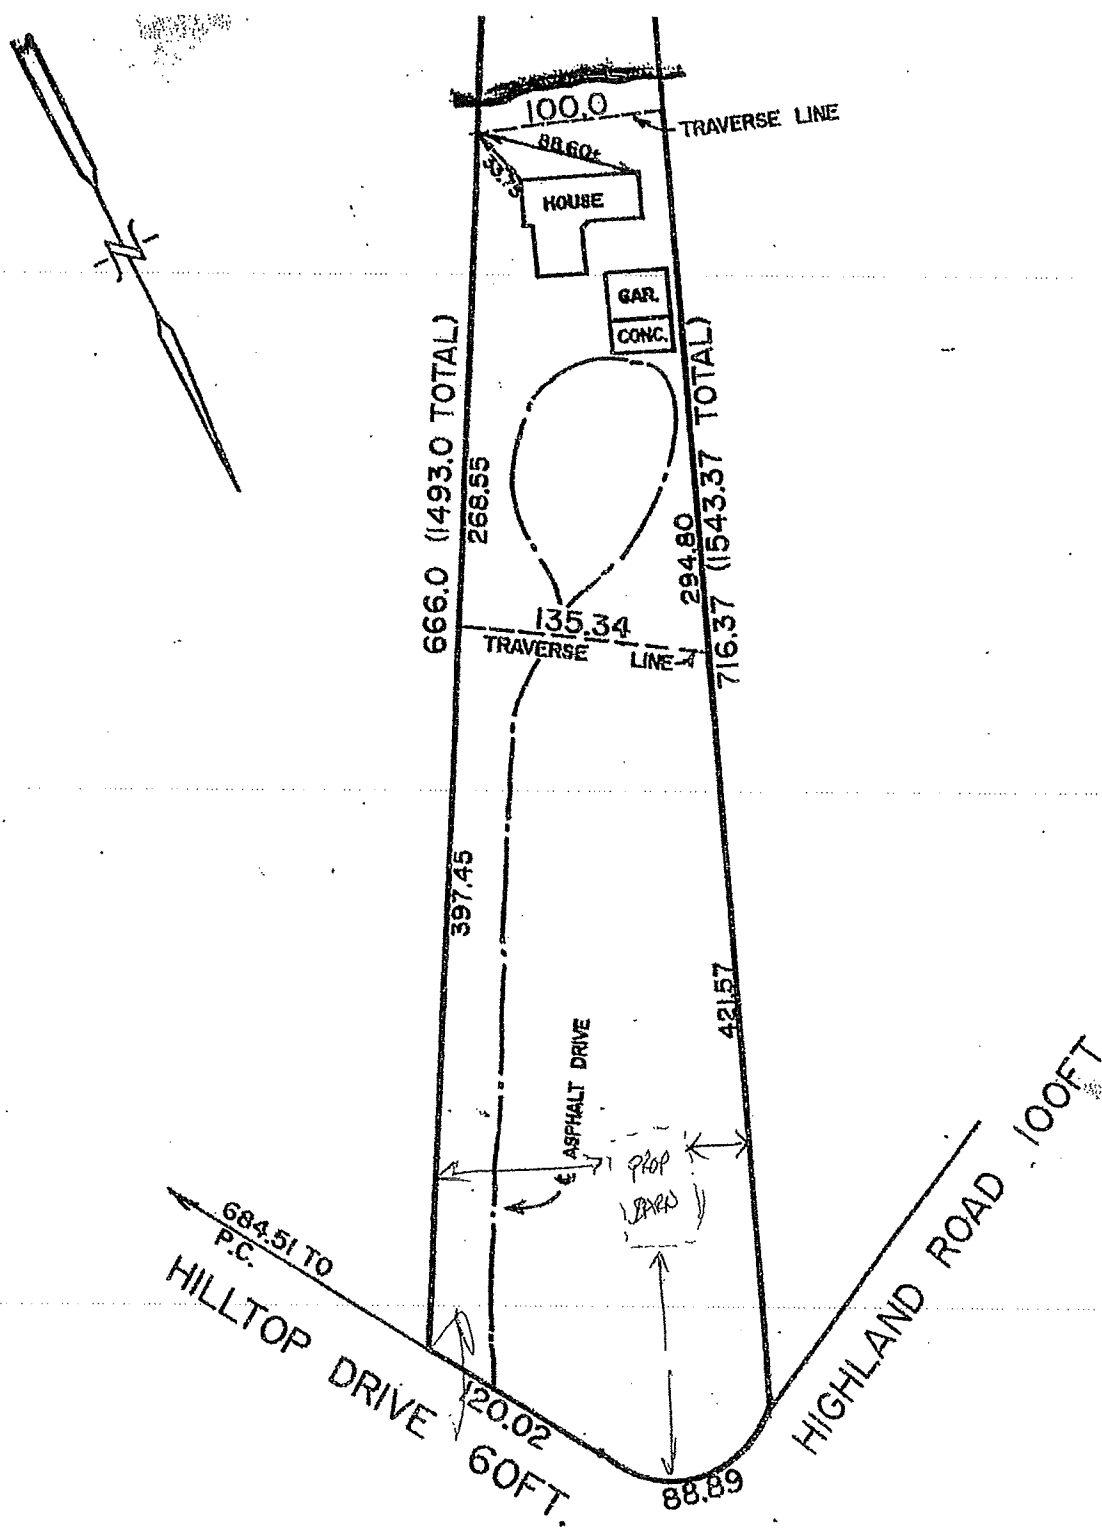 100.0
TRAVERSE LINE
88.60±
33.75
HOUSE
GAR.
CONC.
666.0 (1493.0 TOTAL)
268.55
294.80
716.37 (1543.37 TOTAL)
135.34
TRAVERSE LINE
397.45
421.57
℄ ASPHALT DRIVE
PROP
BARN
684.51 TO
P.C.
HILLTOP DRIVE 60FT.
120.02
88.89
HIGHLAND ROAD 100FT
N